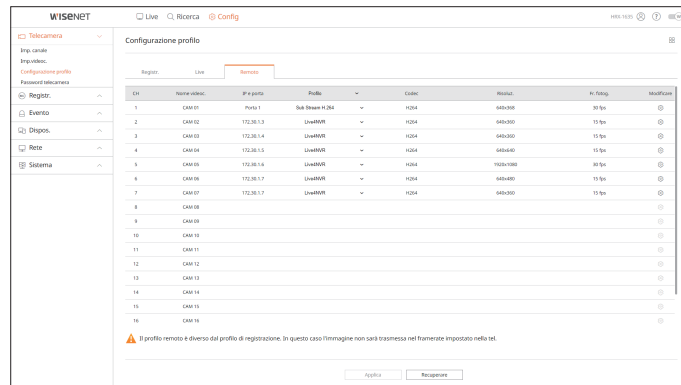 WISENET
Live Ricerca Config
HRX-1635
Telecamera
Imp. canale
Imp.videoc.
Configurazione profilo
Password telecamera
Registr.
Evento
Dispos.
Rete
Sistema
Configurazione profilo
Registr. Live Remoto
CH Nome videoc. IP e porta Profilo Codec Risoluz. Fr. fotog. Modificare
1 CAM 01 Porta 1 Sub Stream H.264 H264 640x368 30 fps
2 CAM 02 172.30.1.3 Live4NVR H264 640x360 15 fps
3 CAM 03 172.30.1.4 Live4NVR H264 640x360 15 fps
4 CAM 04 172.30.1.5 Live4NVR H264 640x640 15 fps
5 CAM 05 172.30.1.6 Live4NVR H264 1920x1080 30 fps
6 CAM 06 172.30.1.7 Live4NVR H264 640x480 15 fps
7 CAM 07 172.30.1.7 Live4NVR H264 640x360 15 fps
8 CAM 08
9 CAM 09
10 CAM 10
11 CAM 11
12 CAM 12
13 CAM 13
14 CAM 14
15 CAM 15
16 CAM 16
Il profilo remoto è diverso dal profilo di registrazione. In questo caso l'immagine non sarà trasmessa nel framerate impostato nella tel.
Applica Recuperare